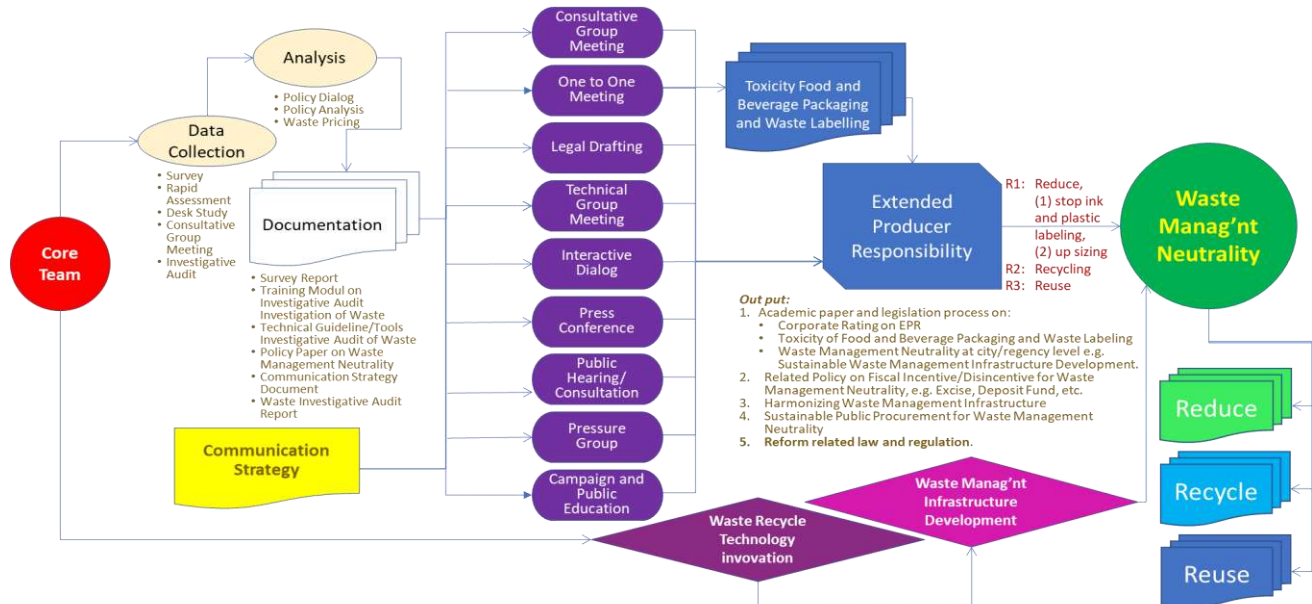 Core
Team
Data
Collection
• Survey
• Rapid
Assessment
• Desk Study
• Consultative
Group
Meeting
• Investigative
Audit
Analysis
• Policy Dialog
• Policy Analysis
• Waste Pricing
Documentation
• Survey Report
• Training Modul on
Investigative Audit
Investigation of Waste
• Technical Guideline/Tools
Investigative Audit of Waste
• Policy Paper on Waste
Management Neutrality
• Communication Strategy
Document
• Waste Investigative Audit
Report
Communication
Strategy
Consultative
Group
Meeting
One to One
Meeting
Legal Drafting
Technical
Group
Meeting
Interactive
Dialog
Press
Conference
Public
Hearing/
Consultation
Pressure
Group
Campaign and
Public
Education
Toxicity Food and
Beverage Packaging
and Waste Labelling
Extended
Producer
Responsibility
R1: Reduce,
(1) stop ink
and plastic
labeling,
(2) up sizing
R2: Recycling
R3: Reuse
Waste
Manag'nt
Neutrality
Out put:
1. Academic paper and legislation process on:
• Corporate Rating on EPR
• Toxicity of Food and Beverage Packaging and Waste Labeling
• Waste Management Neutrality at city/regency level e.g.
Sustainable Waste Management Infrastructure Development.
2. Related Policy on Fiscal Incentive/Disincentive for Waste
Management Neutrality, e.g. Excise, Deposit Fund, etc.
3. Harmonizing Waste Management Infrastructure
4. Sustainable Public Procurement for Waste Management
Neutrality
5. Reform related law and regulation.
Waste Recycle
Technology
invovation
Waste Manag'nt
Infrastructure
Development
Reduce
Recycle
Reuse